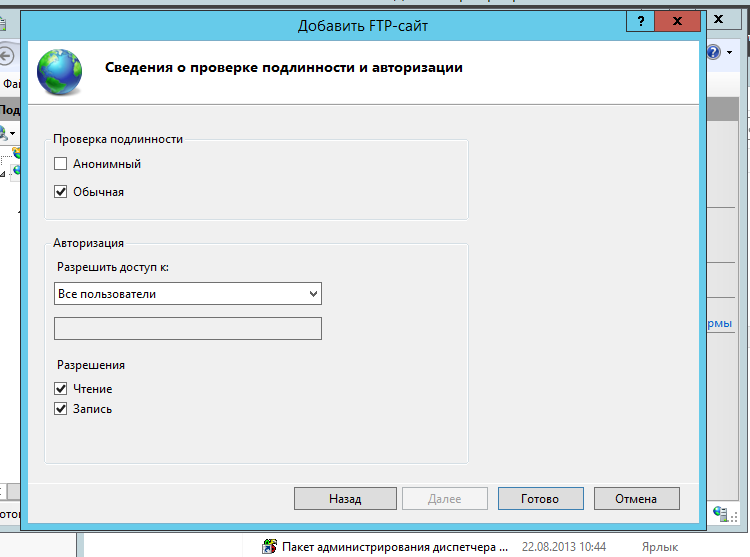 Добавить FTP-сайт
?
x
x
Сведения о проверке подлинности и авторизации
Фай
Под
Проверка подлинности
Анонимный
Обычная
Авторизация
Разрешить доступ к:
Все пользователи
рмы
Разрешения
Чтение
Запись
Назад
Далее
Готово
Отмена
Пакет администрирования диспетчера ...
22.08.2013 10:44
Ярлык